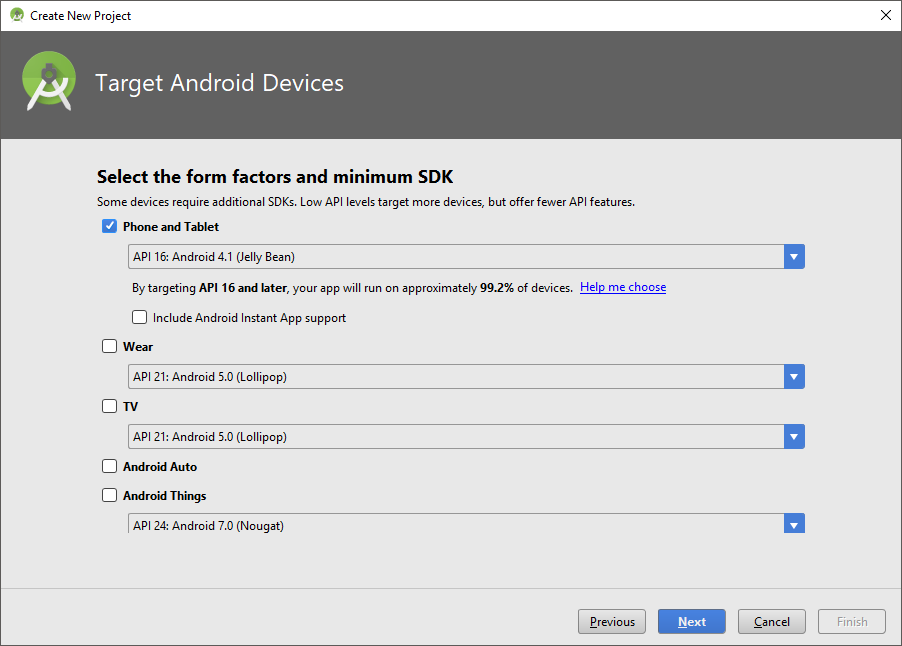 Create New Project
Target Android Devices
Select the form factors and minimum SDK
Some devices require additional SDKs. Low API levels target more devices, but offer fewer API features.
Phone and Tablet
API 16: Android 4.1 (Jelly Bean)
By targeting API 16 and later, your app will run on approximately 99.2% of devices. Help me choose
Include Android Instant App support
Wear
API 21: Android 5.0 (Lollipop)
TV
API 21: Android 5.0 (Lollipop)
Android Auto
Android Things
API 24: Android 7.0 (Nougat)
Previous Next Cancel Finish